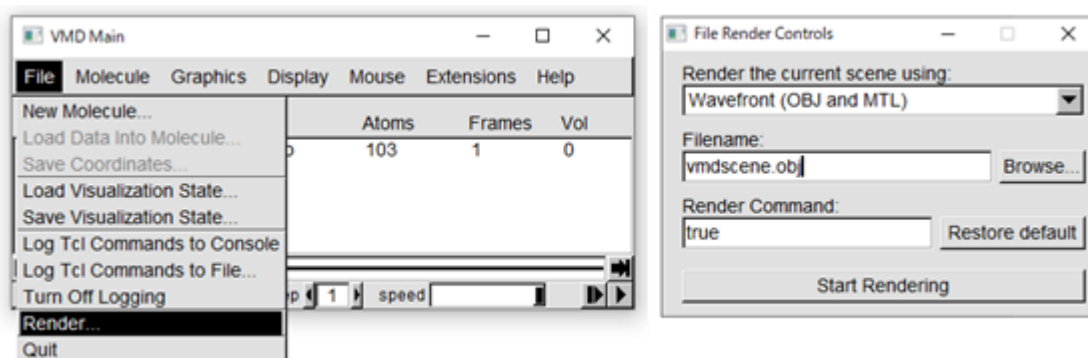 VMD Main
File Molecule Graphics Display Mouse Extensions Help
New Molecule...
Load Data Into Molecule...
Save Coordinates...
Load Visualization State...
Save Visualization State...
Log Tcl Commands to Console
Log Tcl Commands to File...
Turn Off Logging
Render...
Quit
Atoms Frames Vol
103 1 0
1 speed
File Render Controls
Render the current scene using:
Wavefront (OBJ and MTL)
Filename:
vmdscene.obj
Browse...
Render Command:
true
Restore default
Start Rendering